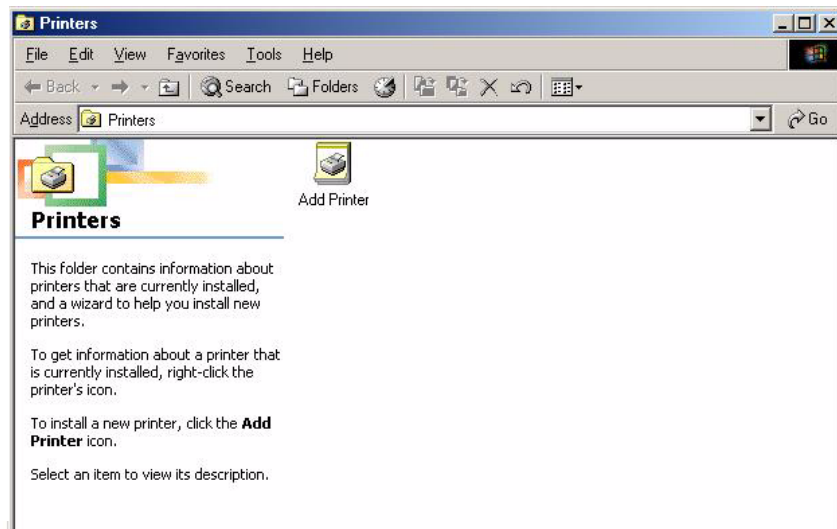 Printers
File Edit View Favorites Tools Help
Back Search Folders
Address Printers Go
Add Printer
Printers
This folder contains information about
printers that are currently installed,
and a wizard to help you install new
printers.
To get information about a printer that
is currently installed, right-click the
printer's icon.
To install a new printer, click the Add
Printer icon.
Select an item to view its description.